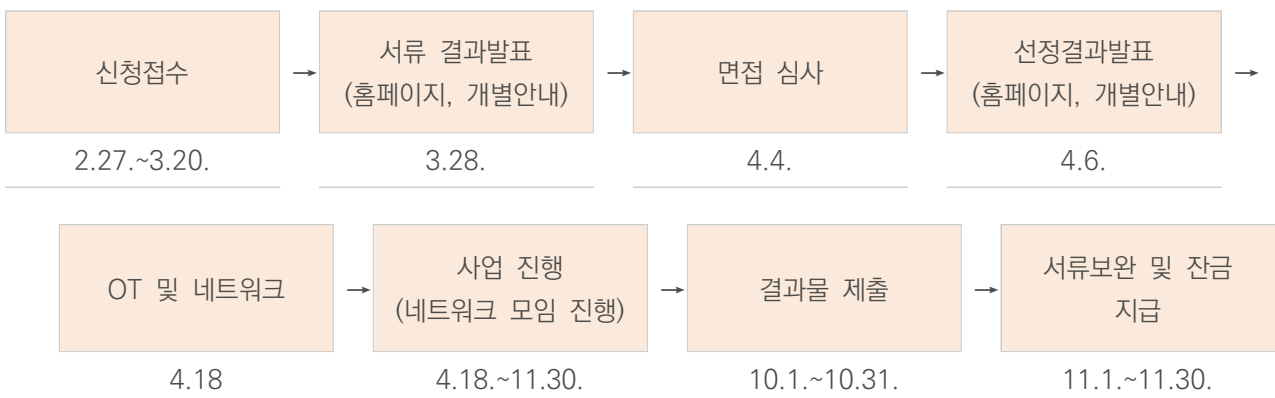 신청접수 → 서류 결과발표 → 면접 심사 → 선정결과발표 →
(홈페이지, 개별안내) (홈페이지, 개별안내)
2.27.~3.20. 3.28. 4.4. 4.6.
OT 및 네트워크 → 사업 진행 → 결과물 제출 → 서류보완 및 잔금
(네트워크 모임 진행) 지급
4.18 4.18.~11.30. 10.1.~10.31. 11.1.~11.30.